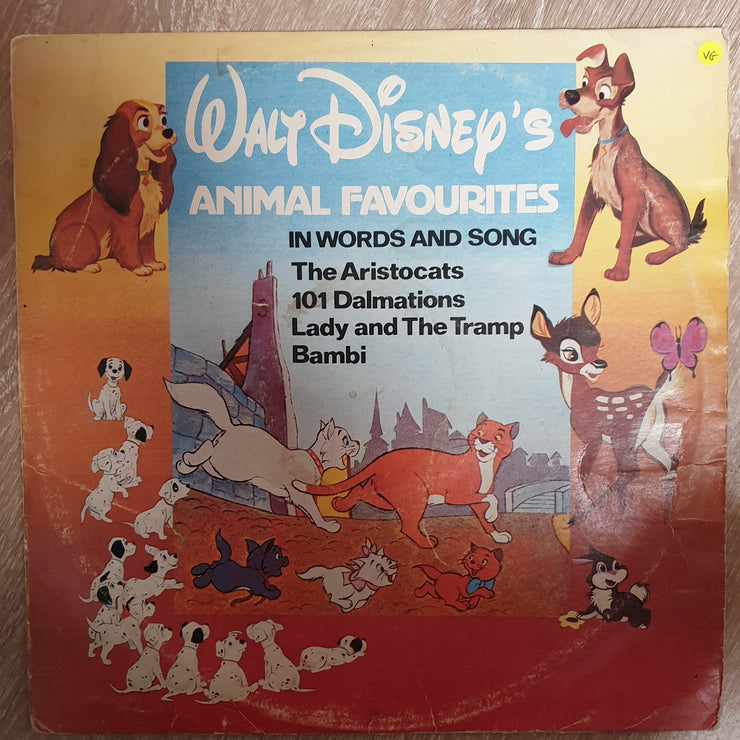 VG
WALT DISNEY'S
ANIMAL FAVOURITES
IN WORDS AND SONG
The Aristocats
101 Dalmations
Lady and The Tramp
Bambi